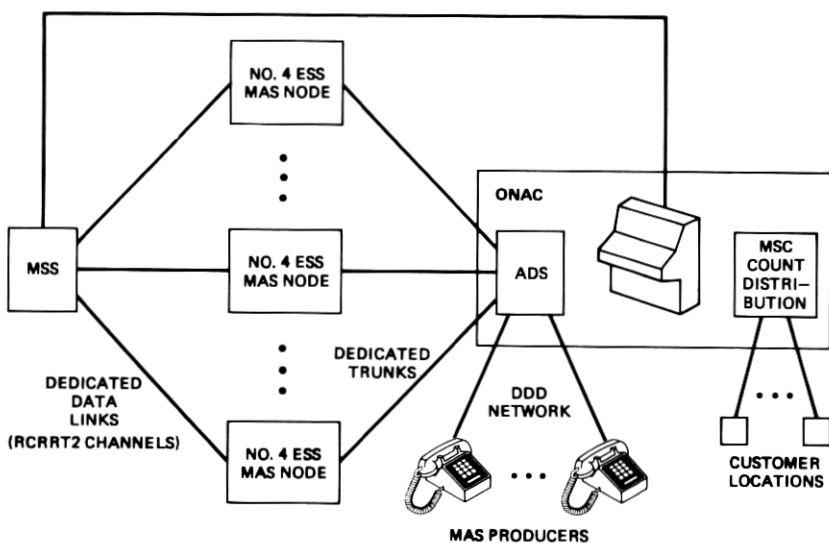 NO. 4 ESS
MAS NODE
ONAC
MSS
NO. 4 ESS
MAS NODE
ADS
MSC
COUNT
DISTRI-
BUTION
DEDICATED
DATA
LINKS
(RCRRT2 CHANNELS)
DEDICATED
TRUNKS
DDD
NETWORK
NO. 4 ESS
MAS NODE
CUSTOMER
LOCATIONS
MAS PRODUCERS